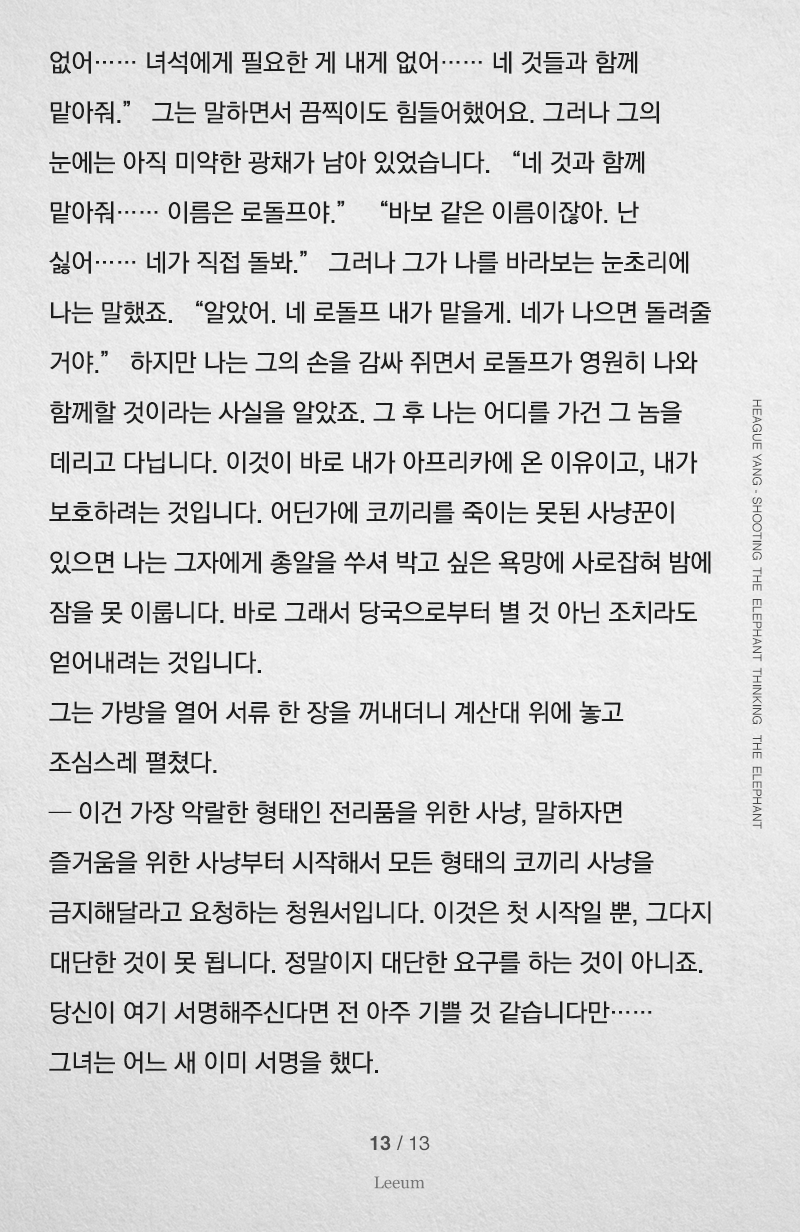 없어…… 녀석에게 필요한 게 내게 없어…… 네 것들과 함께
맡아줘.” 그는 말하면서 끔찍이도 힘들어했어요. 그러나 그의
눈에는 아직 미약한 광채가 남아 있었습니다. “네 것과 함께
맡아줘…… 이름은 로돌프야.” “바보 같은 이름이잖아. 난
싫어…… 네가 직접 돌봐.” 그러나 그가 나를 바라보는 눈초리에
나는 말했죠. “알았어. 네 로돌프 내가 맡을게. 네가 나으면 돌려줄
거야.” 하지만 나는 그의 손을 감싸 쥐면서 로돌프가 영원히 나와
함께할 것이라는 사실을 알았죠. 그 후 나는 어디를 가건 그 놈을
데리고 다닙니다. 이것이 바로 내가 아프리카에 온 이유이고, 내가
보호하려는 것입니다. 어딘가에 코끼리를 죽이는 못된 사냥꾼이
있으면 나는 그자에게 총알을 쑤셔 박고 싶은 욕망에 사로잡혀 밤에
잠을 못 이룹니다. 바로 그래서 당국으로부터 별 것 아닌 조치라도
얻어내려는 것입니다.
그는 가방을 열어 서류 한 장을 꺼내더니 계산대 위에 놓고
조심스레 펼쳤다.
— 이건 가장 악랄한 형태인 전리품을 위한 사냥, 말하자면
즐거움을 위한 사냥부터 시작해서 모든 형태의 코끼리 사냥을
금지해달라고 요청하는 청원서입니다. 이것은 첫 시작일 뿐, 그다지
대단한 것이 못 됩니다. 정말이지 대단한 요구를 하는 것이 아니죠.
당신이 여기 서명해주신다면 전 아주 기쁠 것 같습니다만……
그녀는 어느 새 이미 서명을 했다.
HEAGUE YANG - SHOOTING THE ELEPHANT THINKING THE ELEPHANT
13 / 13
Leeum